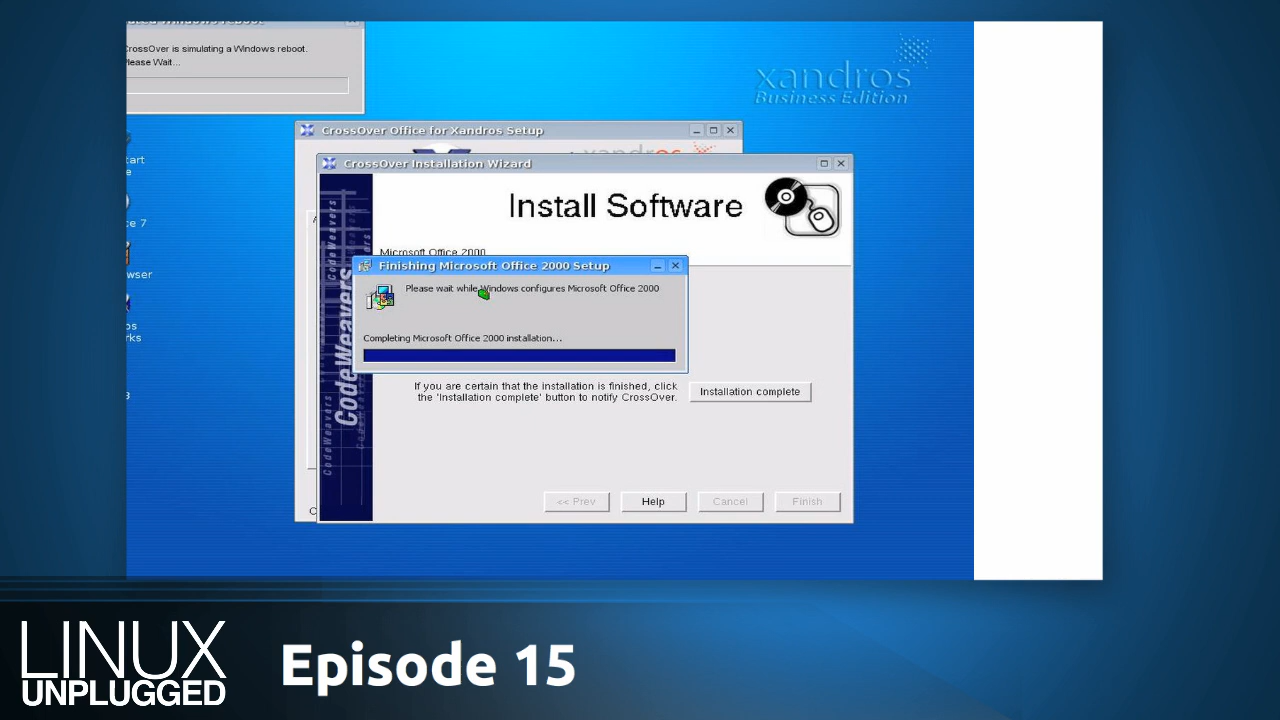 CrossOver is simulating a Windows reboot.
Please Wait...
xandros
Business Edition
CrossOver Office for Xandros Setup
CrossOver Installation Wizard
Install Software
Microsoft Office 2000
Finishing Microsoft Office 2000 Setup
Please wait while Windows configures Microsoft Office 2000
Completing Microsoft Office 2000 installation...
If you are certain that the installation is finished, click
the 'Installation complete' button to notify CrossOver.
Installation complete
<< Prev
Help
Cancel
Finish
CodeWeavers
LINUX
UNPLUGGED
Episode 15